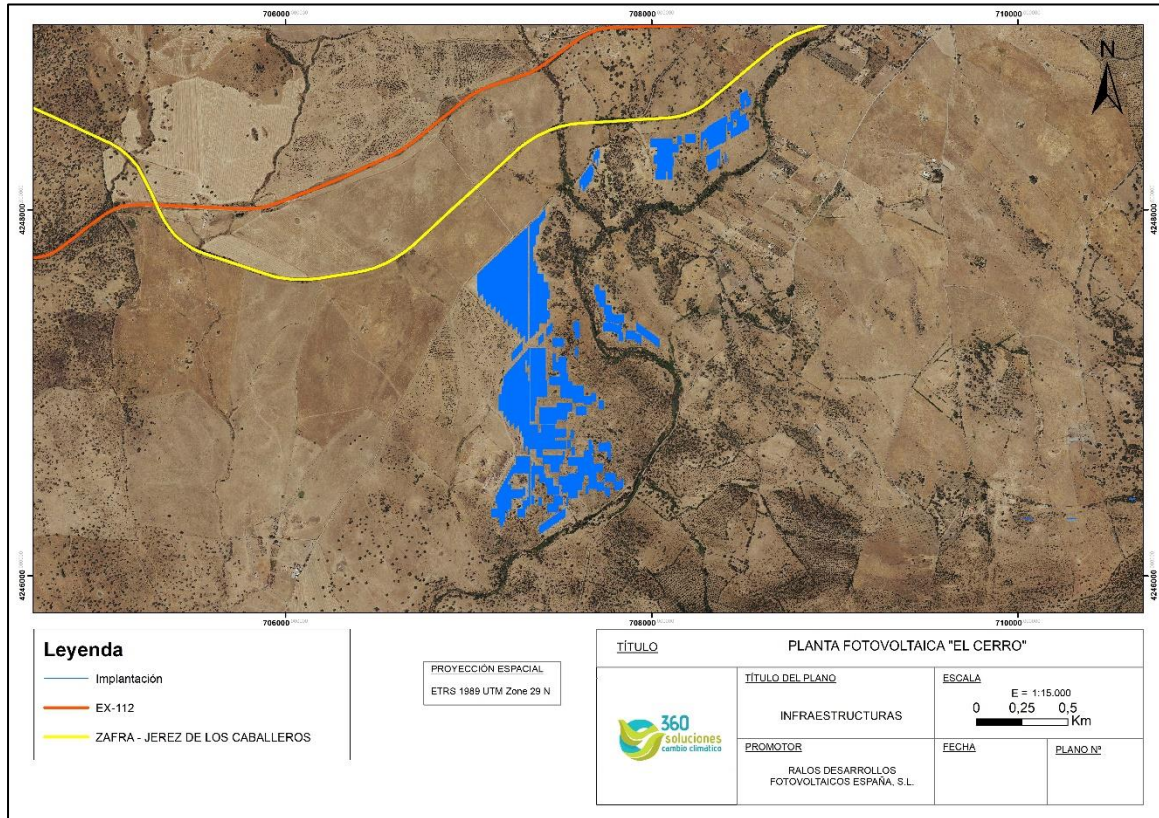 706000
708000
710000
N
4248000
4248000
4246000
4246000
706000
708000
710000
Leyenda
Implantación
EX-112
ZAFRA - JEREZ DE LOS CABALLEROS
PROYECCIÓN ESPACIAL
ETRS 1989 UTM Zone 29 N
TÍTULO
PLANTA FOTOVOLTAICA "EL CERRO"
360
soluciones
cambio climático
TÍTULO DEL PLANO
INFRAESTRUCTURAS
ESCALA
E = 1:15.000
0 0,25 0,5
Km
PROMOTOR
RALOS DESARROLLOS
FOTOVOLTAICOS ESPAÑA, S.L.
FECHA
PLANO Nº